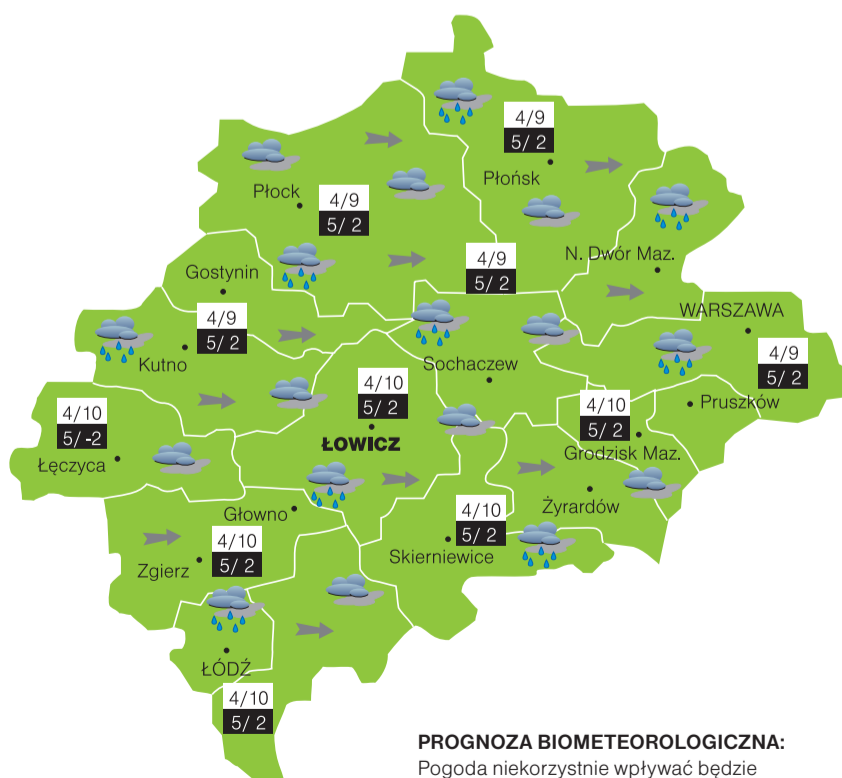 4/9
5/ 2
Płońsk
Płock
4/9
5/ 2
N. Dwór Maz.
4/9
5/ 2
Gostynin
WARSZAWA
4/9
5/ 2
Kutno
4/9
5/ 2
Sochaczew
4/10
5/ 2
ŁOWICZ
Pruszków
4/10
5/ 2
Grodzisk Maz.
4/10
5/ -2
Łęczyca
Żyrardów
Głowno
4/10
5/ 2
Skierniewice
4/10
5/ 2
Zgierz
ŁÓDŹ
4/10
5/ 2
PROGNOZA BIOMETEOROLOGICZNA:
Pogoda niekorzystnie wpływać będzie